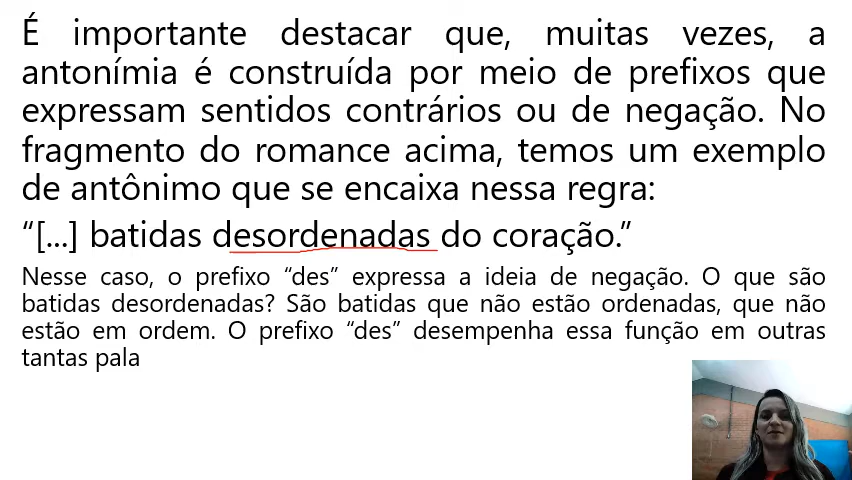 É importante destacar que, muitas vezes, a
antonímia é construída por meio de prefixos que
expressam sentidos contrários ou de negação. No
fragmento do romance acima, temos um exemplo
de antônimo que se encaixa nessa regra:
“[...] batidas desordenadas do coração.”
Nesse caso, o prefixo “des” expressa a ideia de negação. O que são
batidas desordenadas? São batidas que não estão ordenadas, que não
estão em ordem. O prefixo “des” desempenha essa função em outras
tantas pala